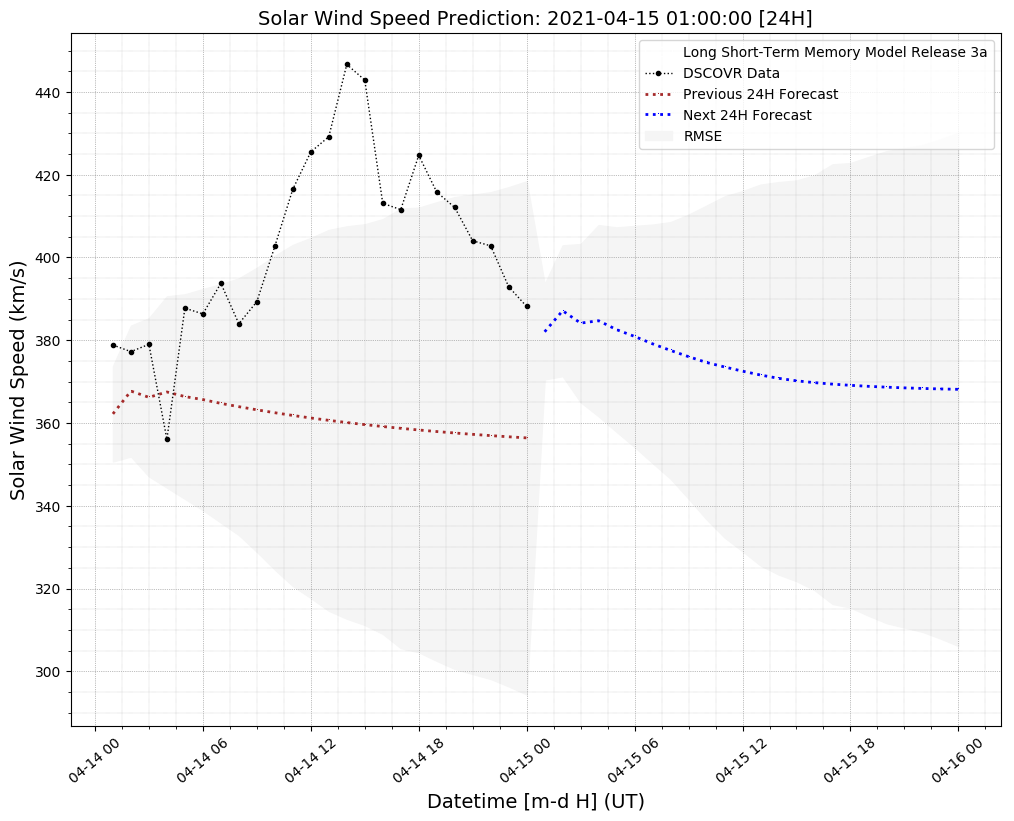 Solar Wind Speed Prediction: 2021-04-15 01:00:00 [24H]
Long Short-Term Memory Model Release 3a
DSCOVR Data
Previous 24H Forecast
Next 24H Forecast
RMSE
Solar Wind Speed (km/s)
440
420
400
380
360
340
320
300
04-14 00
04-14 06
04-14 12
04-14 18
04-15 00
04-15 06
04-15 12
04-15 18
04-16 00
Datetime [m-d H] (UT)